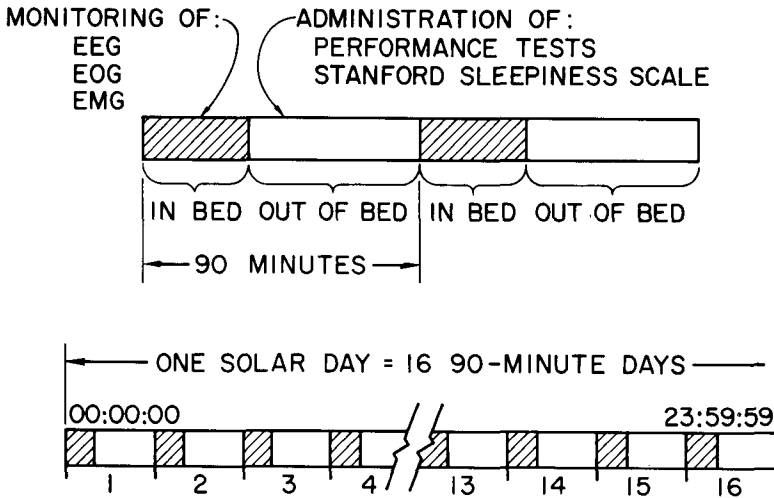 MONITORING OF:
EEG
EOG
EMG
ADMINISTRATION OF:
PERFORMANCE TESTS
STANFORD SLEEPINESS SCALE
IN BED OUT OF BED IN BED OUT OF BED
90 MINUTES
ONE SOLAR DAY = 16 90-MINUTE DAYS
00:00:00 23:59:59
1 2 3 4 13 14 15 16